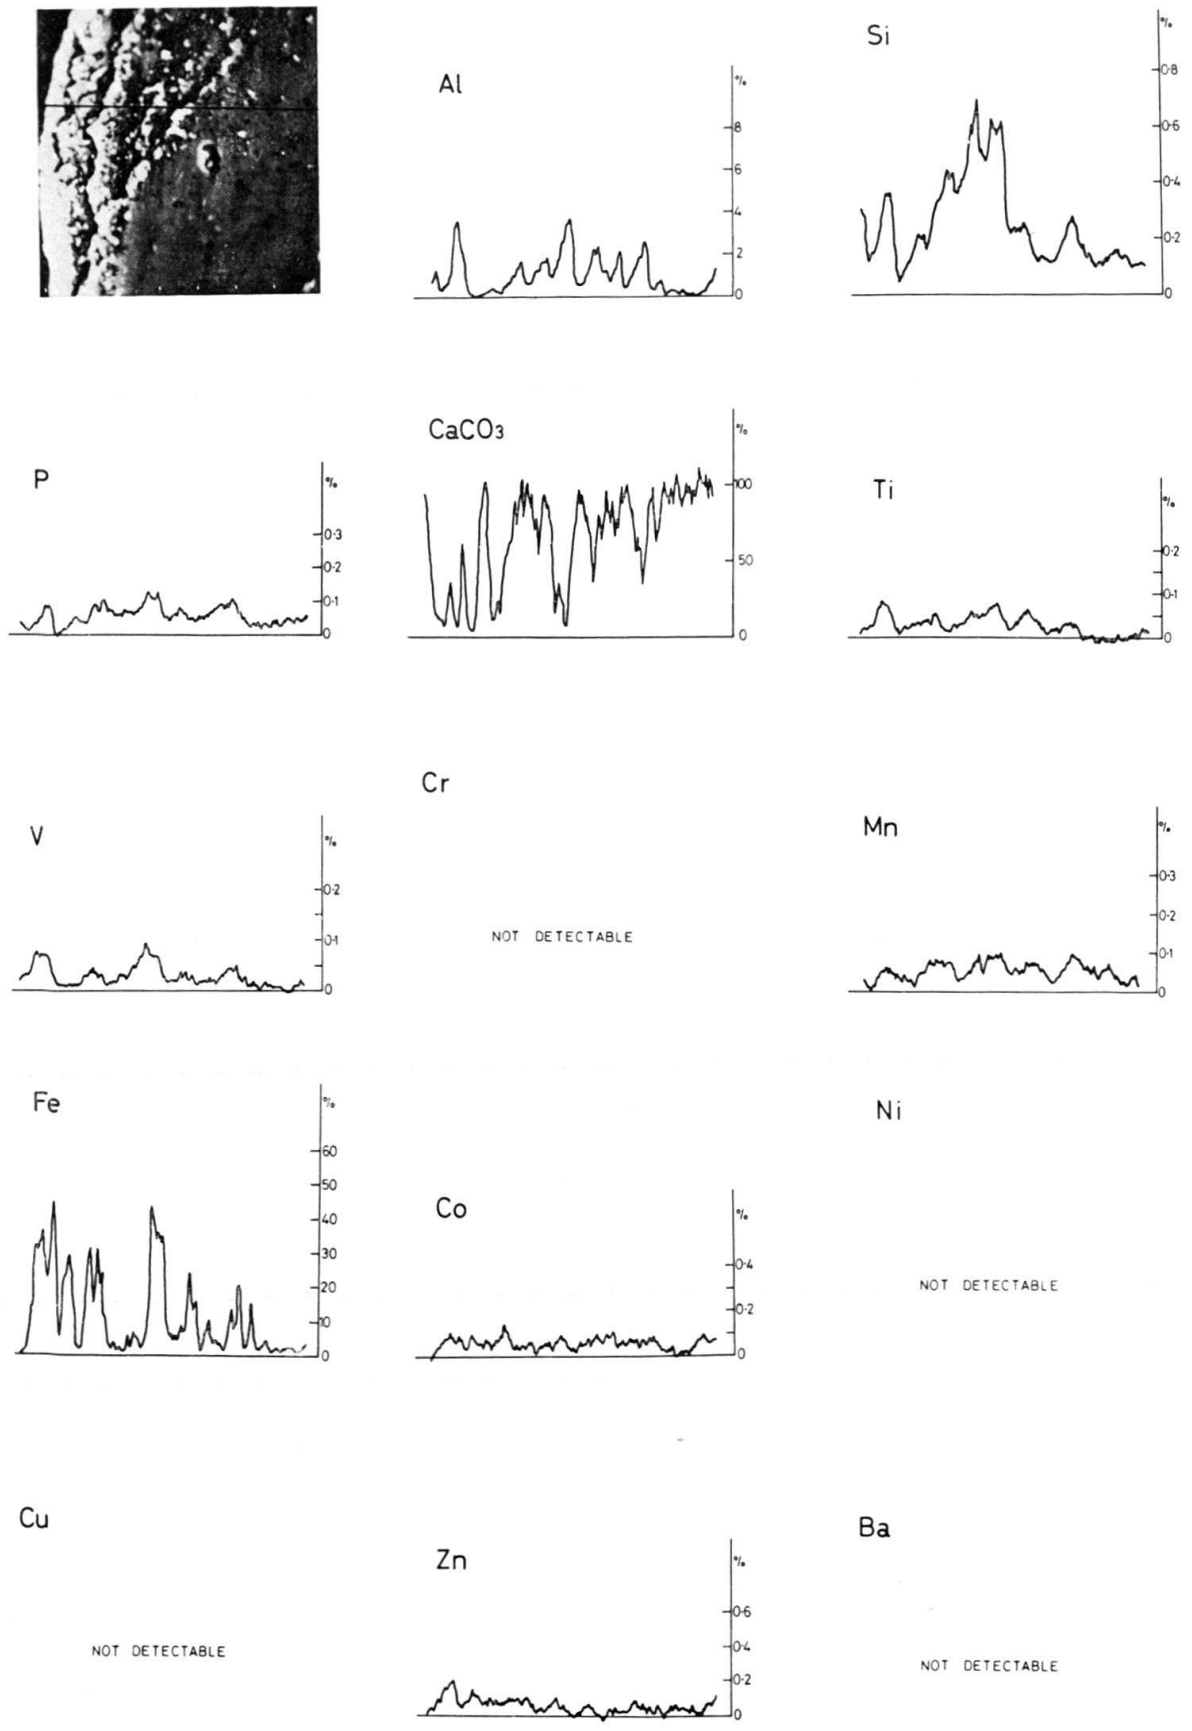 Al
%
8
6
4
2
0
Si
%
0·8
0·6
0·4
0·2
0
P
%
0·3
0·2
0·1
0
CaCO3
%
100
50
0
Ti
%
0·2
0·1
0
V
%
0·2
0·1
0
Cr
NOT DETECTABLE
Mn
%
0·3
0·2
0·1
0
Fe
%
60
50
40
30
20
10
0
Co
%
0·4
0·2
0
Ni
NOT DETECTABLE
Cu
NOT DETECTABLE
Zn
%
0·6
0·4
0·2
0
Ba
NOT DETECTABLE